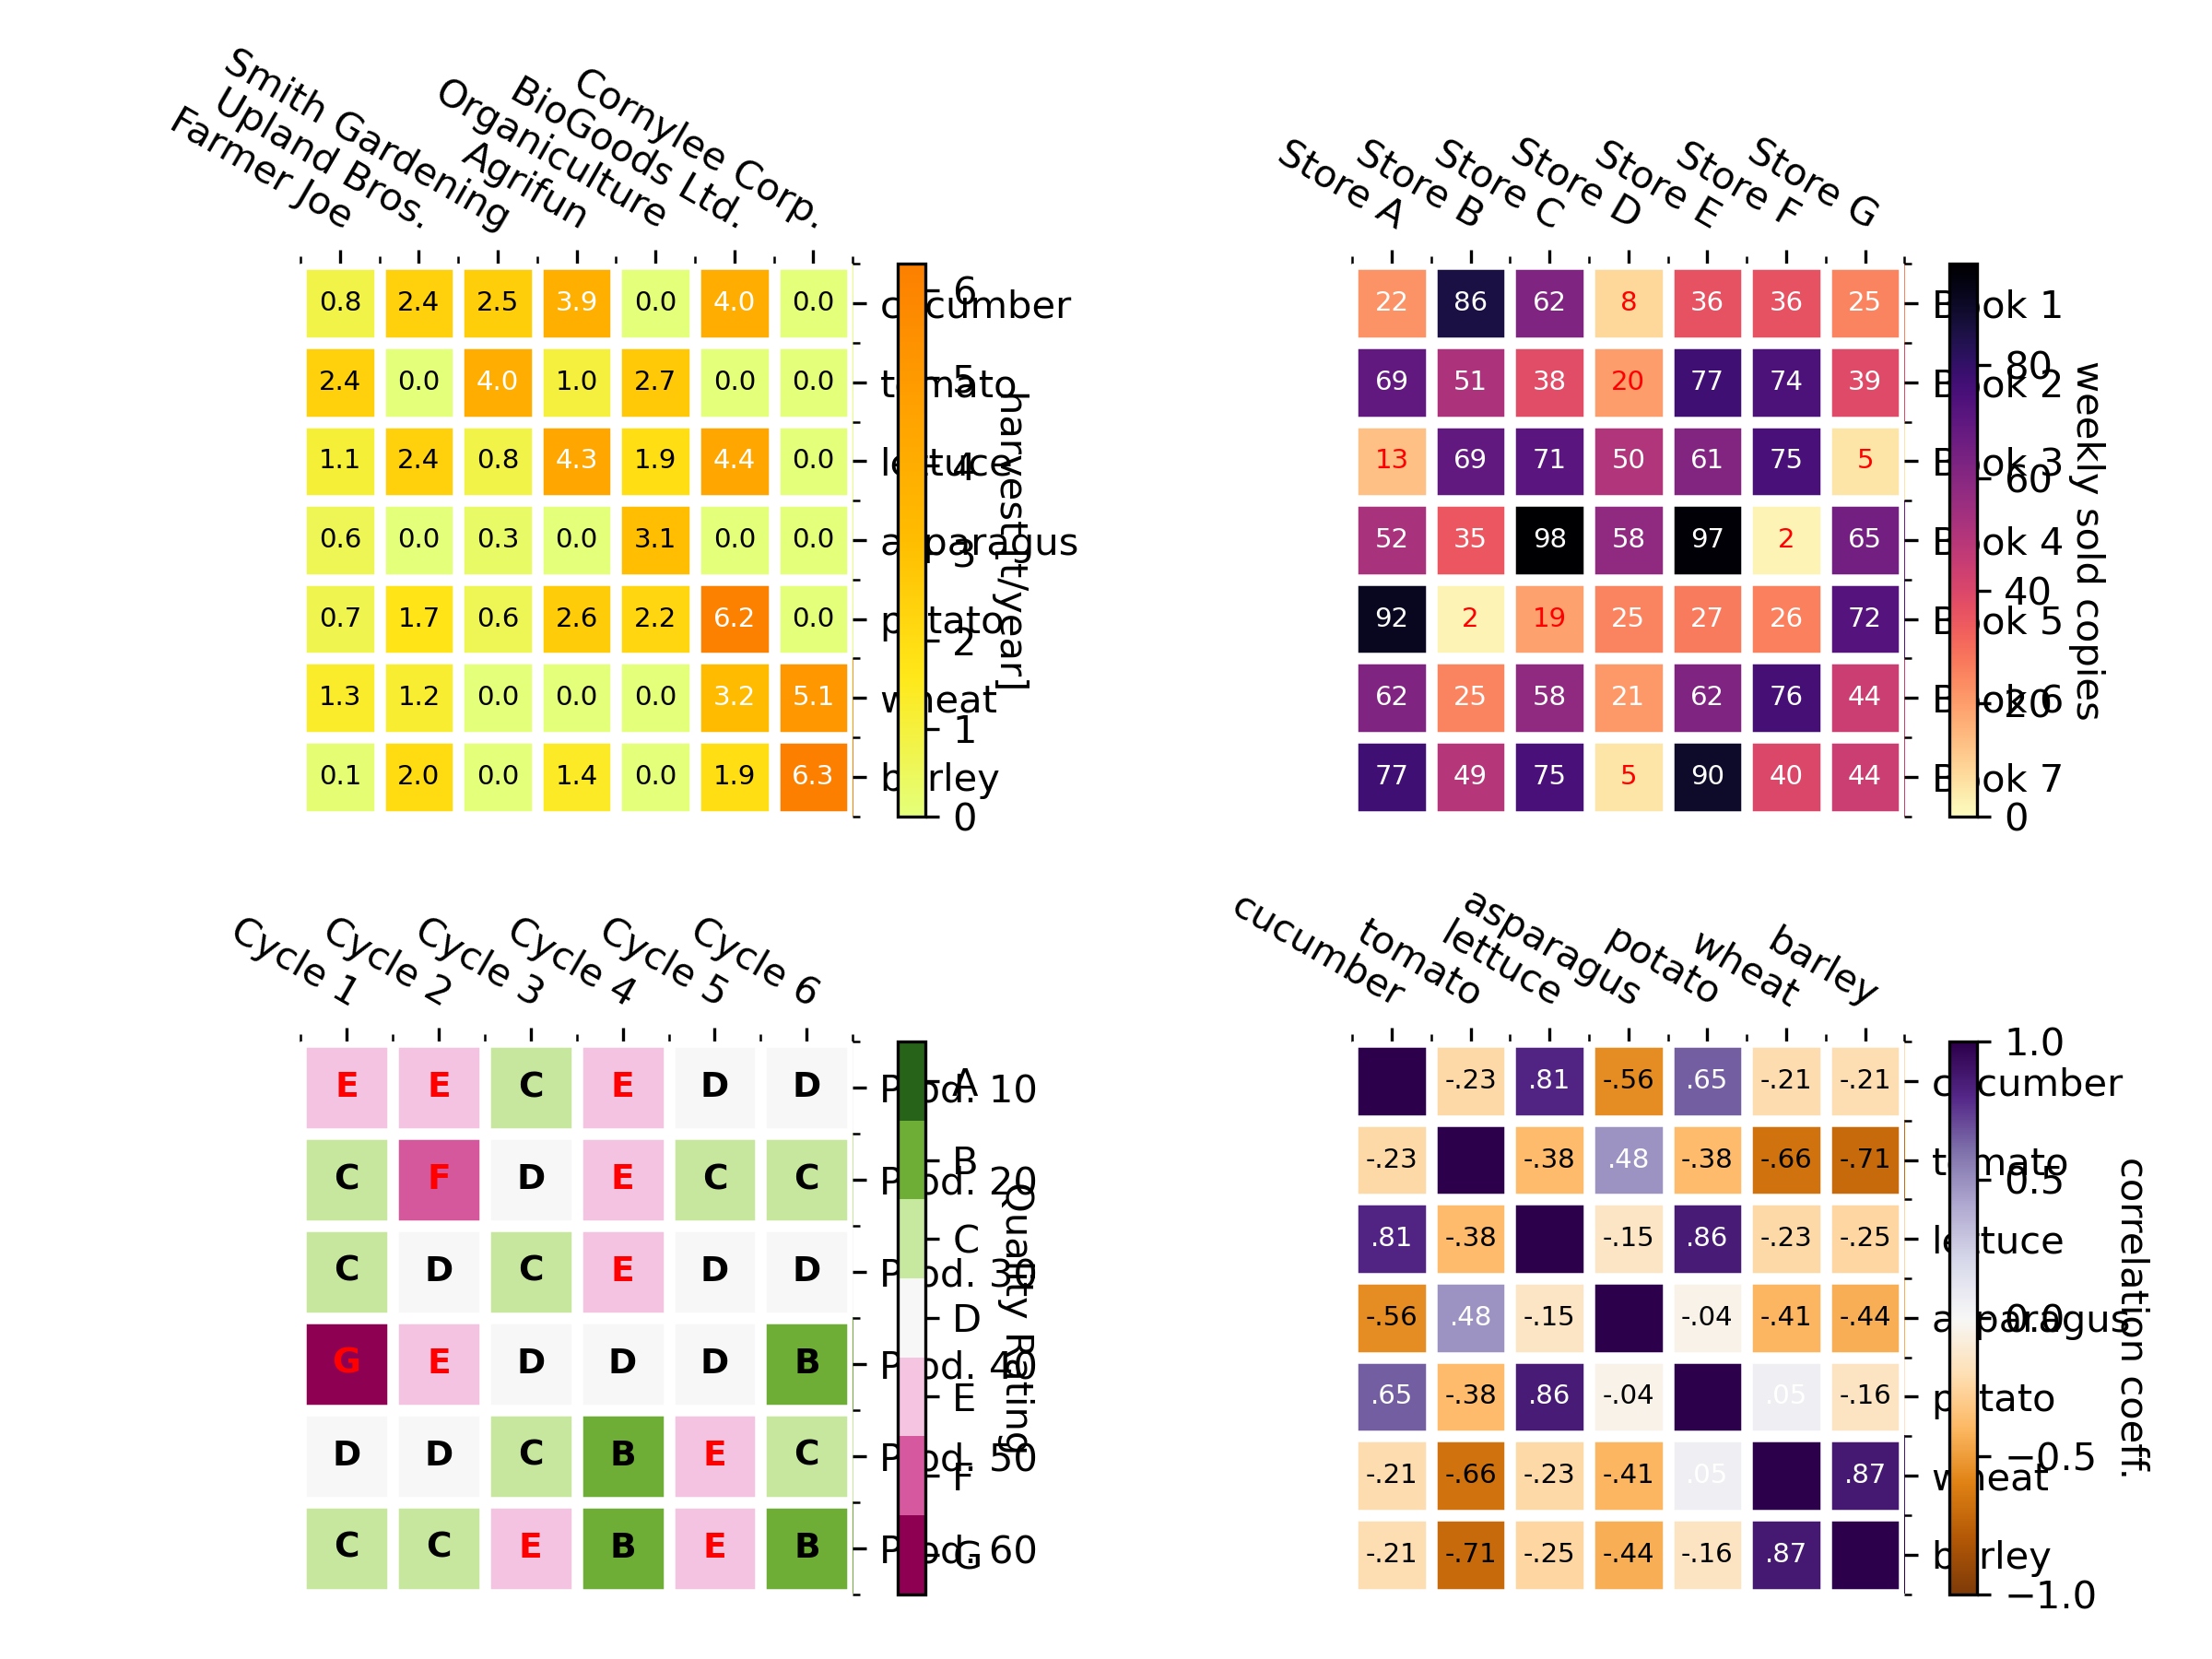 Farmer Joe
Upland Bros.
Smith Gardening
Agrifun
Organiculture
BioGoods Ltd.
Cornylee Corp.
0.8 2.4 2.5 3.9 0.0 4.0 0.0 cucumber
2.4 0.0 4.0 1.0 2.7 0.0 0.0 tomato
1.1 2.4 0.8 4.3 1.9 4.4 0.0 lettuce
0.6 0.0 0.3 0.0 3.1 0.0 0.0 asparagus
0.7 1.7 0.6 2.6 2.2 6.2 0.0 potato
1.3 1.2 0.0 0.0 0.0 3.2 5.1 wheat
0.1 2.0 0.0 1.4 0.0 1.9 6.3 barley
6
5
4
3
2
1
0
harvest [t/year]
Store A
Store B
Store C
Store D
Store E
Store F
Store G
22 86 62 8 36 36 25 Book 1
69 51 38 20 77 74 39 Book 2
13 69 71 50 61 75 5 Book 3
52 35 98 58 97 2 65 Book 4
92 2 19 25 27 26 72 Book 5
62 25 58 21 62 76 44 Book 6
77 49 75 5 90 40 44 Book 7
80
60
40
20
0
weekly sold copies
Cycle 1
Cycle 2
Cycle 3
Cycle 4
Cycle 5
Cycle 6
E E C E D D Prod. 10
C F D E C C Prod. 20
C D C E D D Prod. 30
G E D D D B Prod. 40
D D C B E C Prod. 50
C C E B E B Prod. 60
A
B
C
D
E
F
G
Quality Rating
cucumber
tomato
lettuce
asparagus
potato
wheat
barley
-.23 .81 -.56 .65 -.21 -.21 cucumber
-.23 -.38 .48 -.38 -.66 -.71 tomato
.81 -.38 -.15 .86 -.23 -.25 lettuce
-.56 .48 -.15 -.04 -.41 -.44 asparagus
.65 -.38 .86 -.04 .05 -.16 potato
-.21 -.66 -.23 -.41 .05 .87 wheat
-.21 -.71 -.25 -.44 -.16 .87 barley
1.0
0.5
0.0
−0.5
−1.0
correlation coeff.